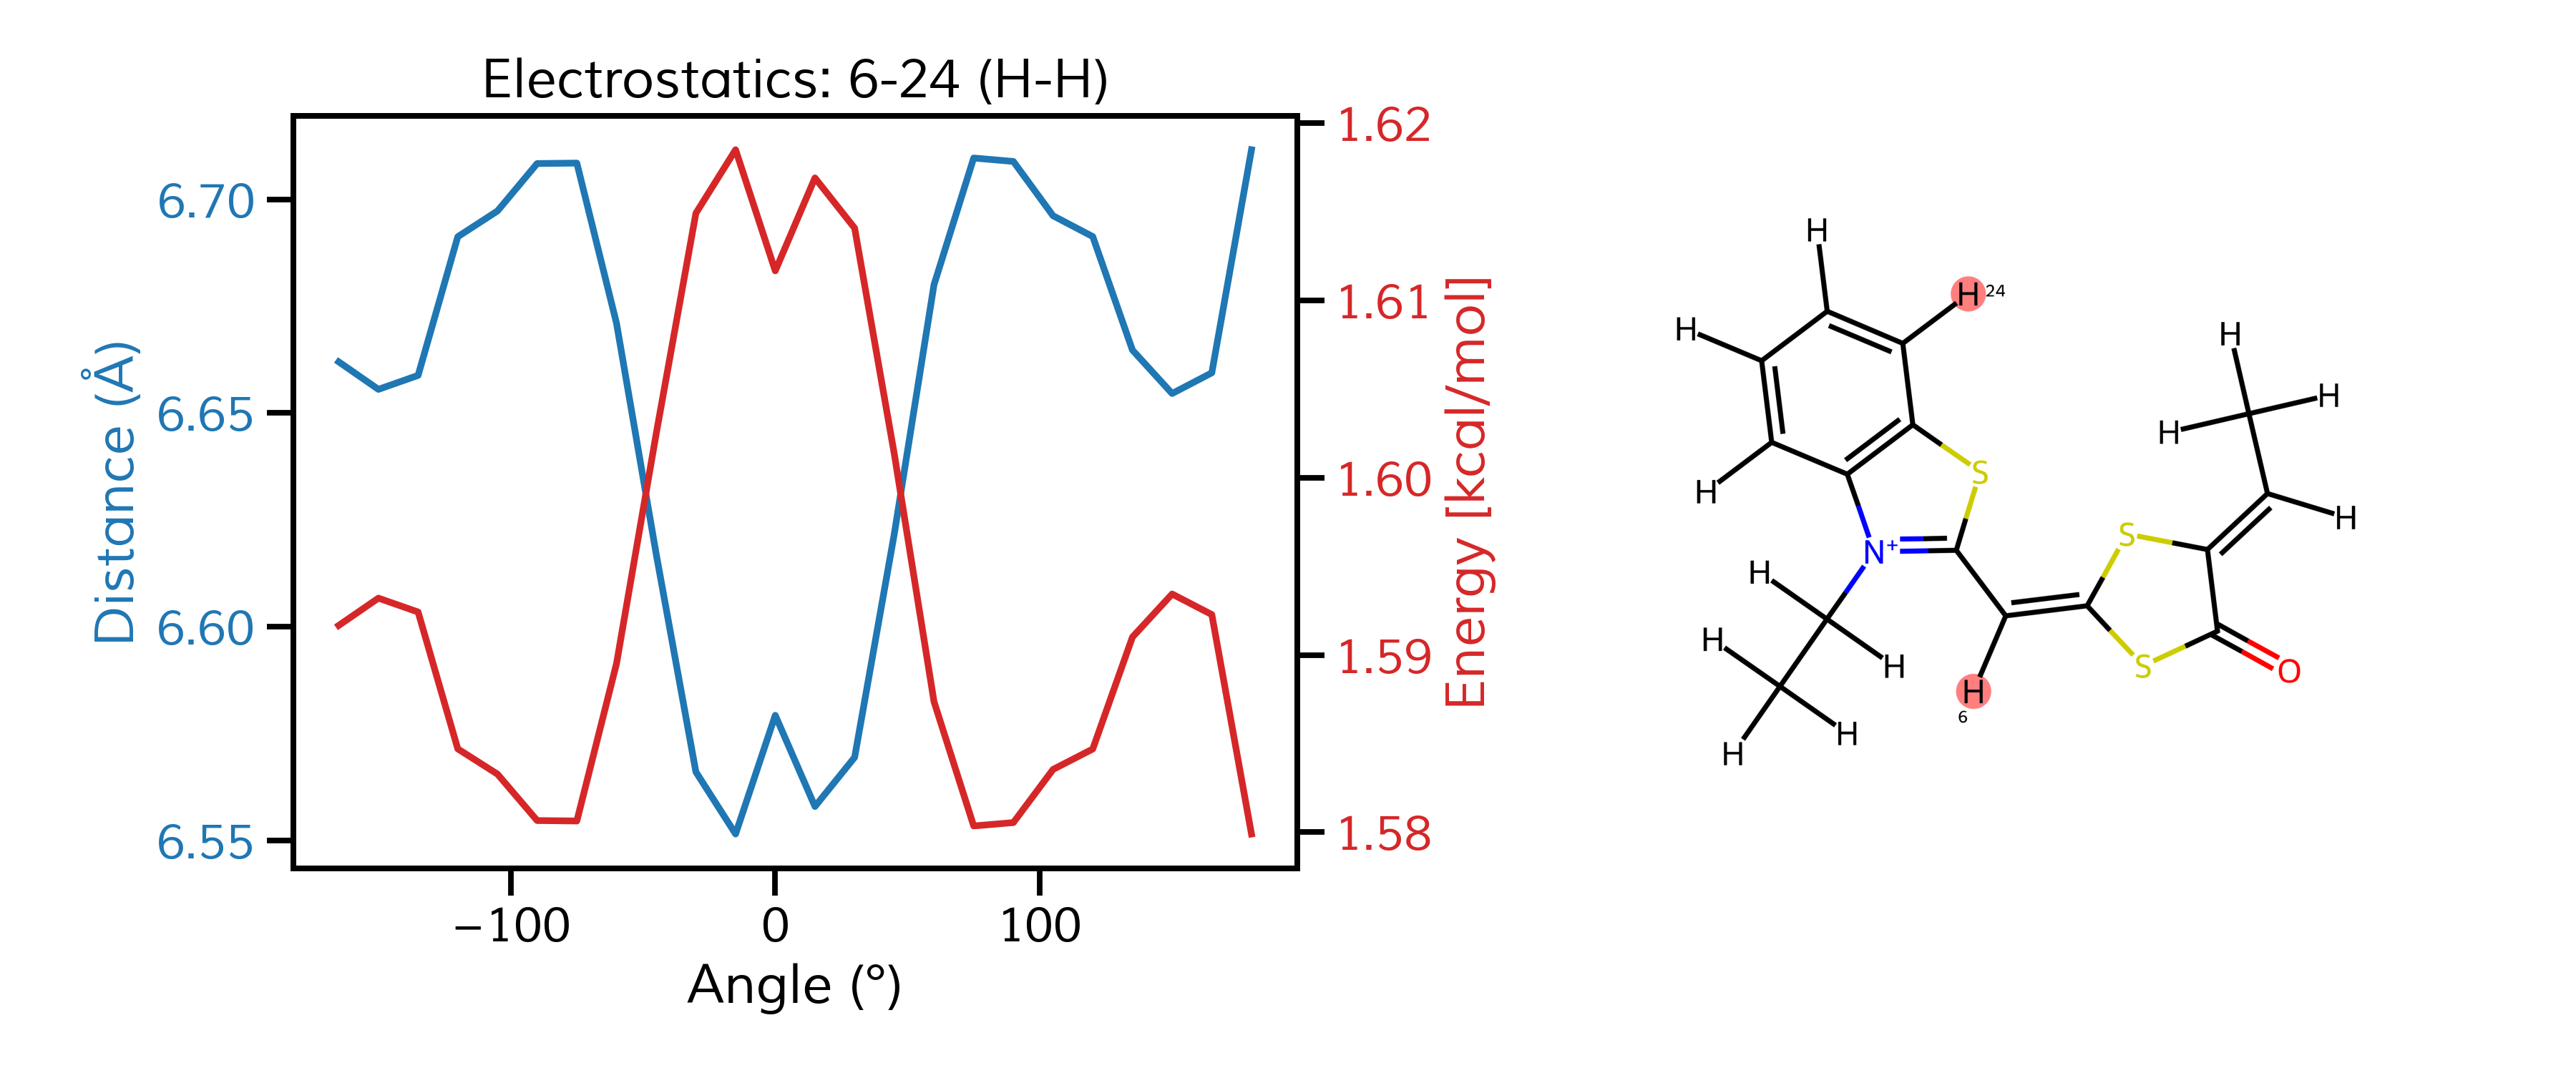 Electrostatics: 6-24 (H-H)
Distance (Å)
6.70
6.65
6.60
6.55
−100
0
100
Angle (°)
1.62
1.61
1.60
1.59
1.58
Energy [kcal/mol]
H
H 24
H
H
H
S
H
H
H
H
S
N+
H
H
H
S
O
H 6
H
H